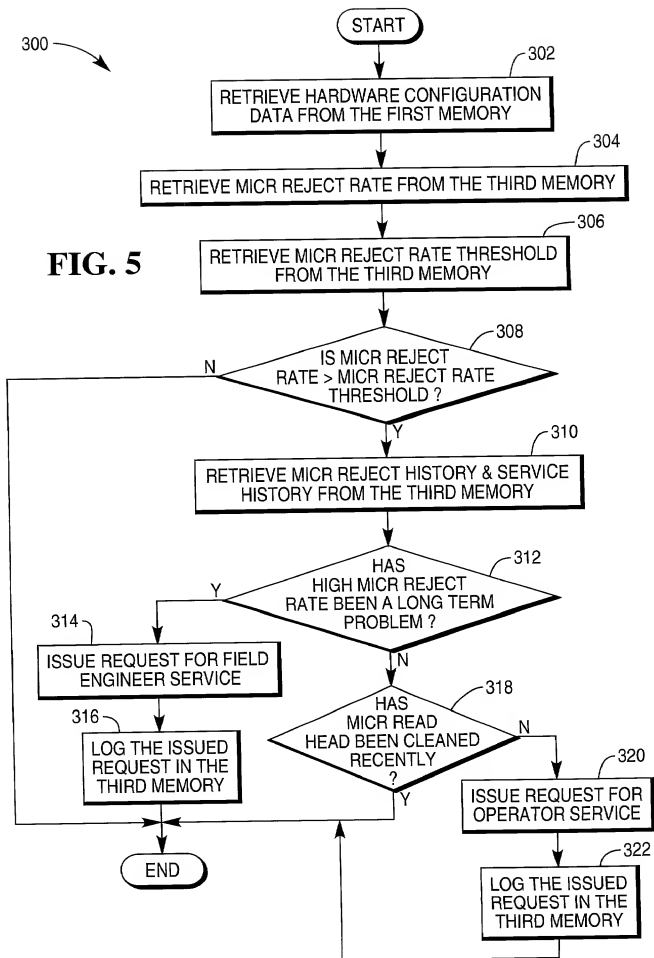 START
300
302
RETRIEVE HARDWARE CONFIGURATION
DATA FROM THE FIRST MEMORY
304
RETRIEVE MICR REJECT RATE FROM THE THIRD MEMORY
306
FIG. 5
RETRIEVE MICR REJECT RATE THRESHOLD
FROM THE THIRD MEMORY
308
N
IS MICR REJECT
RATE > MICR REJECT RATE
THRESHOLD ?
Y
310
RETRIEVE MICR REJECT HISTORY & SERVICE
HISTORY FROM THE THIRD MEMORY
312
HAS
HIGH MICR REJECT
RATE BEEN A LONG TERM
PROBLEM ?
Y
N
314
ISSUE REQUEST FOR FIELD
ENGINEER SERVICE
316
LOG THE ISSUED
REQUEST IN THE
THIRD MEMORY
318
HAS
MICR READ
HEAD BEEN CLEANED
RECENTLY
?
N
Y
320
ISSUE REQUEST FOR
OPERATOR SERVICE
322
LOG THE ISSUED
REQUEST IN THE
THIRD MEMORY
END